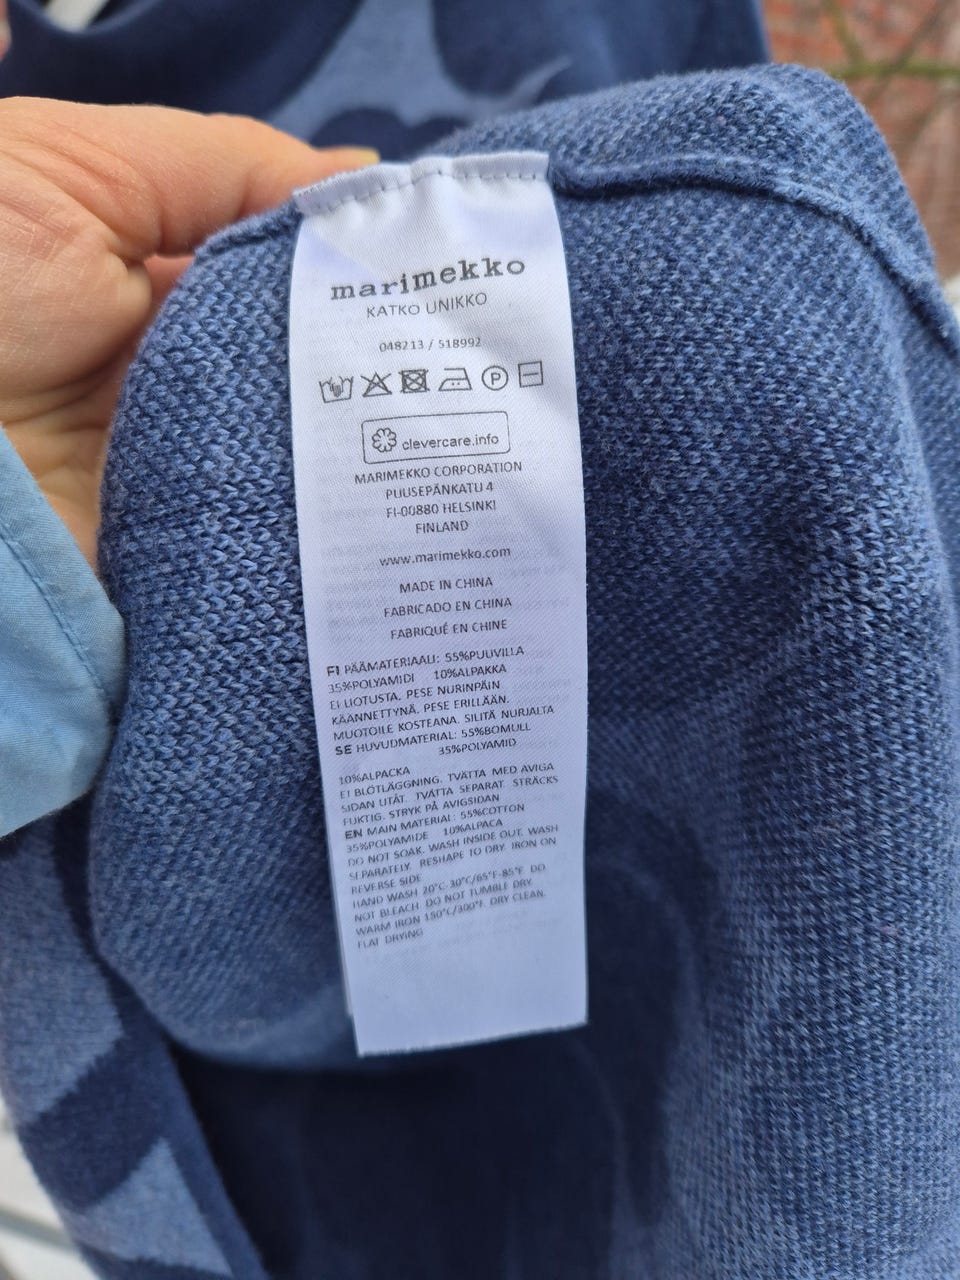 marimekko
KATKO UNIKKO
048213 / 518992
P
clevercare.info
MARIMEKKO CORPORATION
PUUSEPÄNKATU 4
FI-00880 HELSINKI
FINLAND
www.marimekko.com
MADE IN CHINA
FABRICADO EN CHINA
FABRIQUÉ EN CHINE
FI PÄÄMATERIAALI: 55%PUUVILLA
35%POLYAMIDI 10%ALPAKKA
EI LIOTUSTA. PESE NURINPÄIN
KÄÄNNETTYNÄ. PESE ERILLÄÄN.
MUOTOILE KOSTEANA. SILITÄ NURJALTA
SE HUVUDMATERIAL: 55%BOMULL
35%POLYAMID
10%ALPACKA
EJ BLÖTLÄGGNING. TVÄTTA MED AVIGA
SIDAN UTÅT. TVÄTTA SEPARAT. STRÄCKS
FUKTIG. STRYK PÅ AVIGSIDAN
EN MAIN MATERIAL: 55%COTTON
35%POLYAMIDE 10%ALPACA
DO NOT SOAK. WASH INSIDE OUT. WASH
SEPARATELY. RESHAPE TO DRY. IRON ON
REVERSE SIDE
HAND WASH 20°C-30°C/65°F-85°F DO
NOT BLEACH DO NOT TUMBLE DRY
WARM IRON 150°C/300°F. DRY CLEAN.
FLAT DRYING